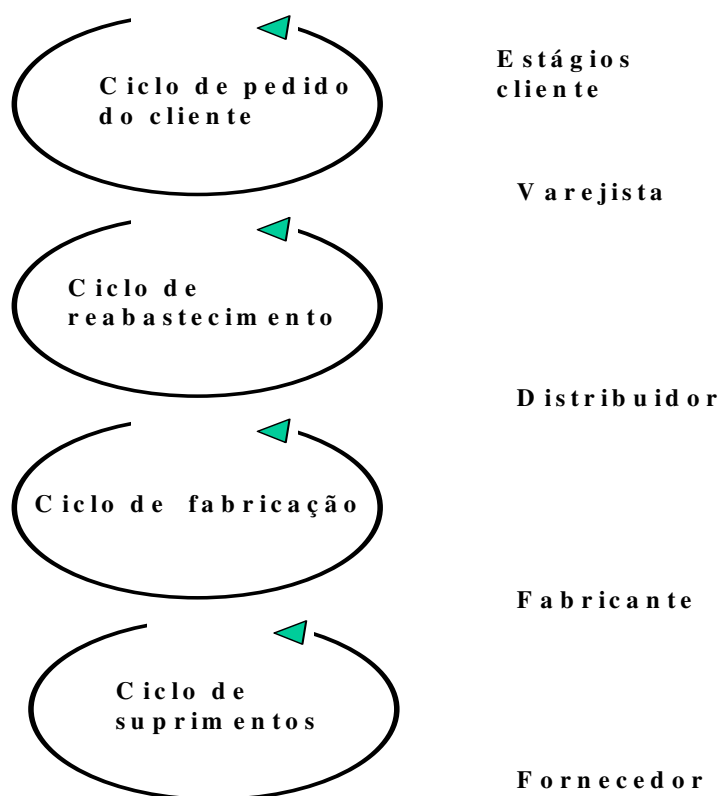 Ciclo de pedido
do cliente
Estágios
cliente
Varejista
Ciclo de
reabastecimento
Distribuidor
Ciclo de fabricação
Fabricante
Ciclo de
suprimentos
Fornecedor